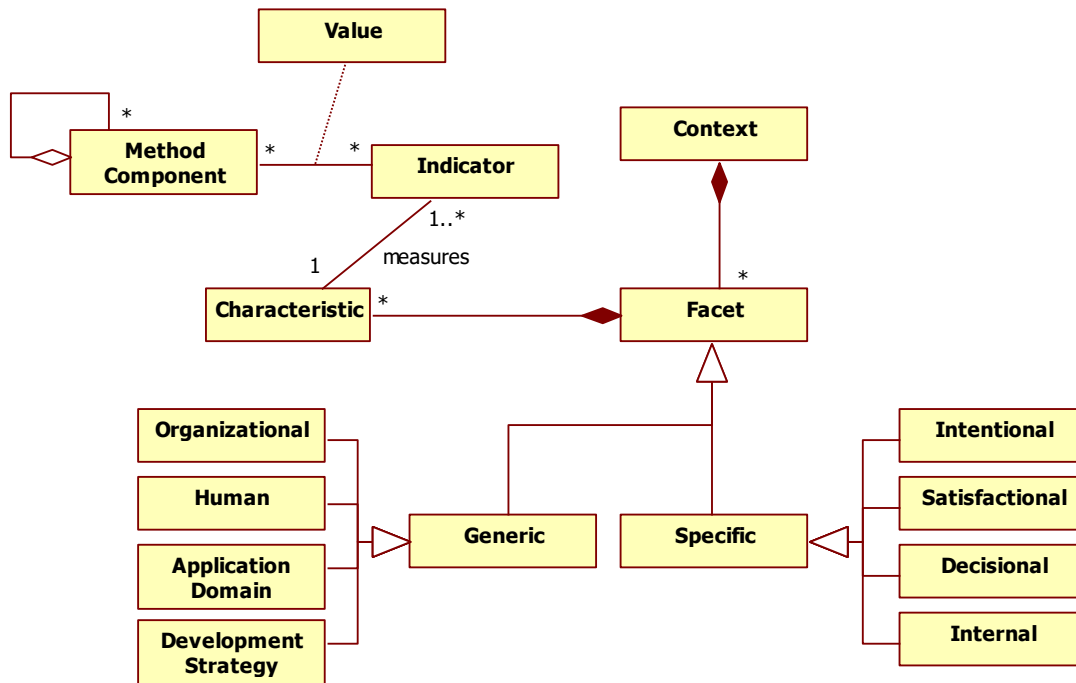 Value
*
Method
Component
*
*
Indicator
Context
1..*
measures
1
*
Characteristic
*
Facet
Organizational
Intentional
Human
Satisfactional
Generic
Specific
Application
Domain
Decisional
Development
Strategy
Internal